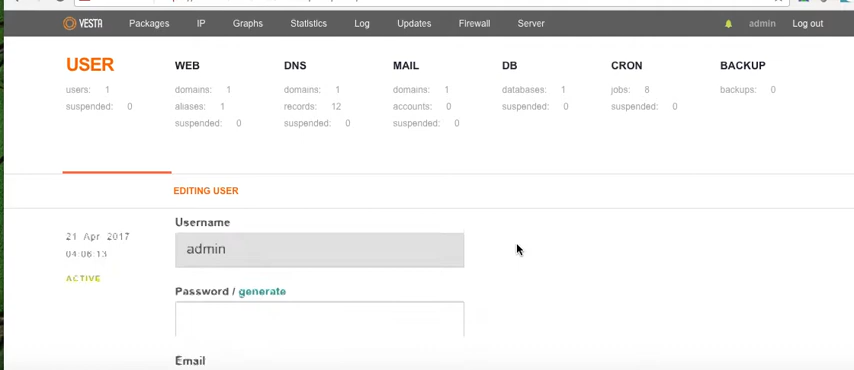 VESTA Packages IP Graphs Statistics Log Updates Firewall Server admin Log out
USER WEB DNS MAIL DB CRON BACKUP
users: 1 domains: 1 domains: 1 domains: 1 databases: 1 jobs: 8 backups: 0
suspended: 0 aliases: 1 records: 12 accounts: 0 suspended: 0 suspended: 0
suspended: 0 suspended: 0 suspended: 0
EDITING USER
Username
21 Apr 2017
admin
04:06:13
ACTIVE
Password / generate
Email